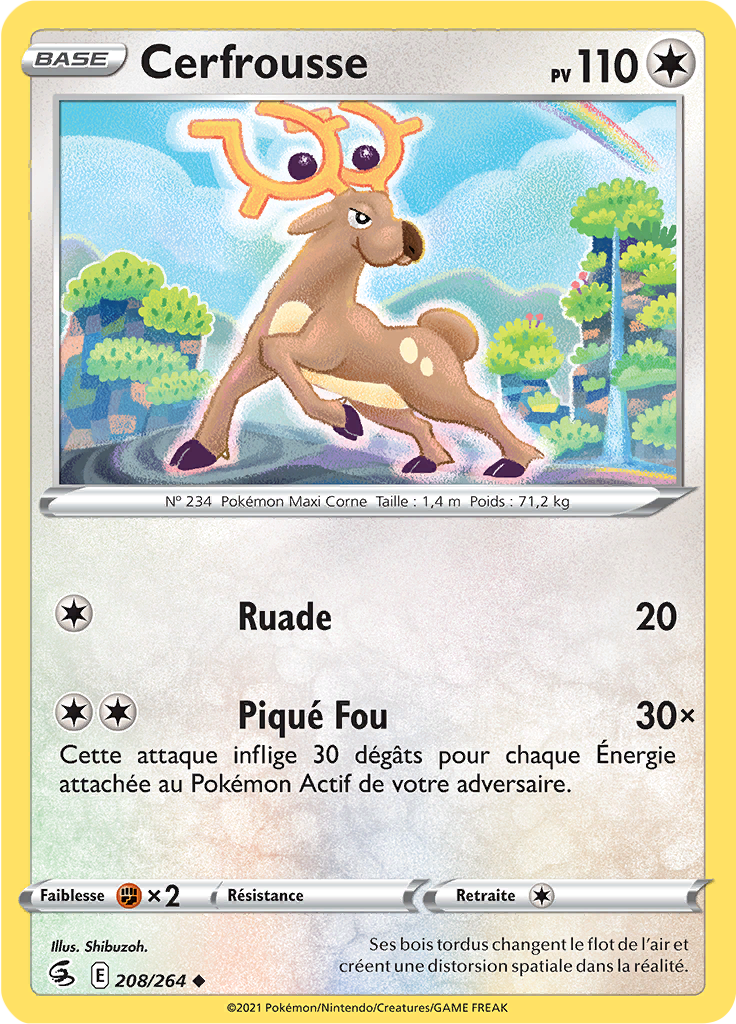 BASE Cerfrousse PV 110
Nº 234 Pokémon Maxi Corne Taille : 1,4 m Poids : 71,2 kg
Ruade 20
Piqué Fou 30×
Cette attaque inflige 30 dégâts pour chaque Énergie
attachée au Pokémon Actif de votre adversaire.
Faiblesse ×2 Résistance Retraite
Illus. Shibuzoh.
E 208/264
Ses bois tordus changent le flot de l'air et
créent une distorsion spatiale dans la réalité.
©2021 Pokémon/Nintendo/Creatures/GAME FREAK